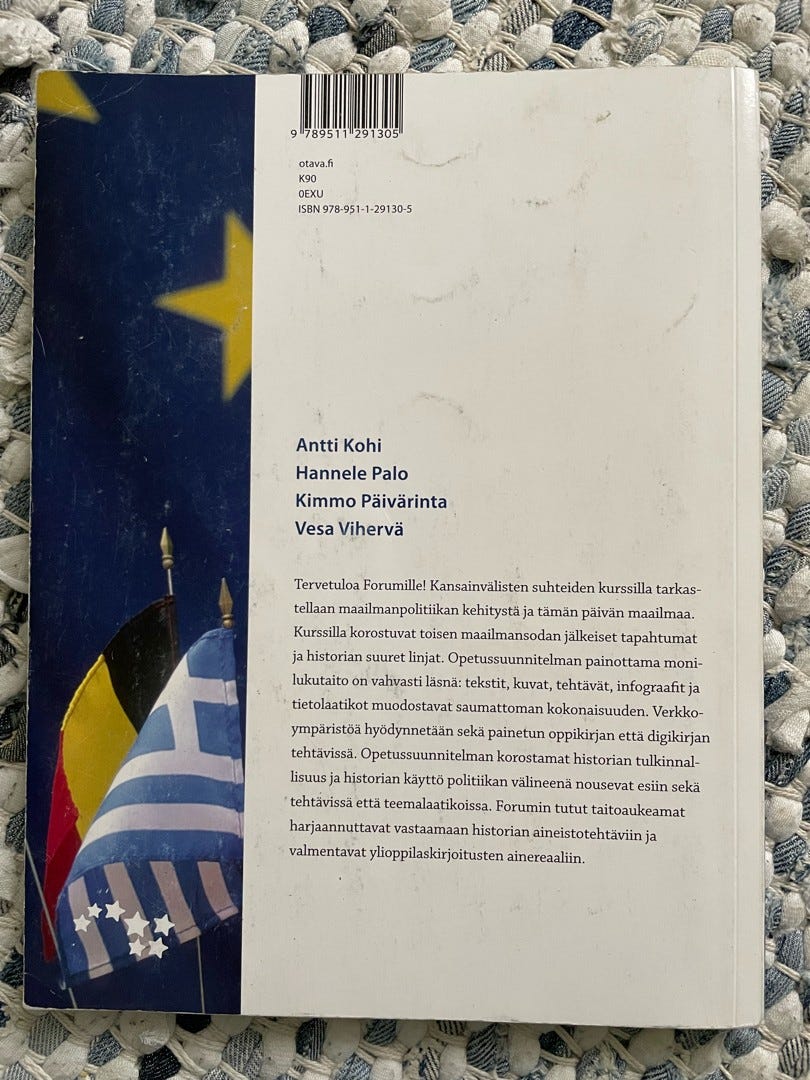 9 789511 291305
otava.fi
K90
0EXU
ISBN 978-951-1-29130-5
Antti Kohi
Hannele Palo
Kimmo Päivärinta
Vesa Vihervä
Tervetuloa Forumille! Kansainvälisten suhteiden kurssilla tarkas-
tellaan maailmanpolitiikan kehitystä ja tämän päivän maailmaa.
Kurssilla korostuvat toisen maailmansodan jälkeiset tapahtumat
ja historian suuret linjat. Opetussuunnitelman painottama moni-
lukutaito on vahvasti läsnä: tekstit, kuvat, tehtävät, infograafit ja
tietolaatikot muodostavat saumattoman kokonaisuuden. Verkko-
ympäristöä hyödynnetään sekä painetun oppikirjan että digikirjan
tehtävissä. Opetussuunnitelman korostamat historian tulkinnal-
lisuus ja historian käyttö politiikan välineenä nousevat esiin sekä
tehtävissä että teemalaatikoissa. Forumin tutut taitoaukeamat
harjaannuttavat vastaamaan historian aineistotehtäviin ja
valmentavat ylioppilaskirjoitusten ainereaaliin.